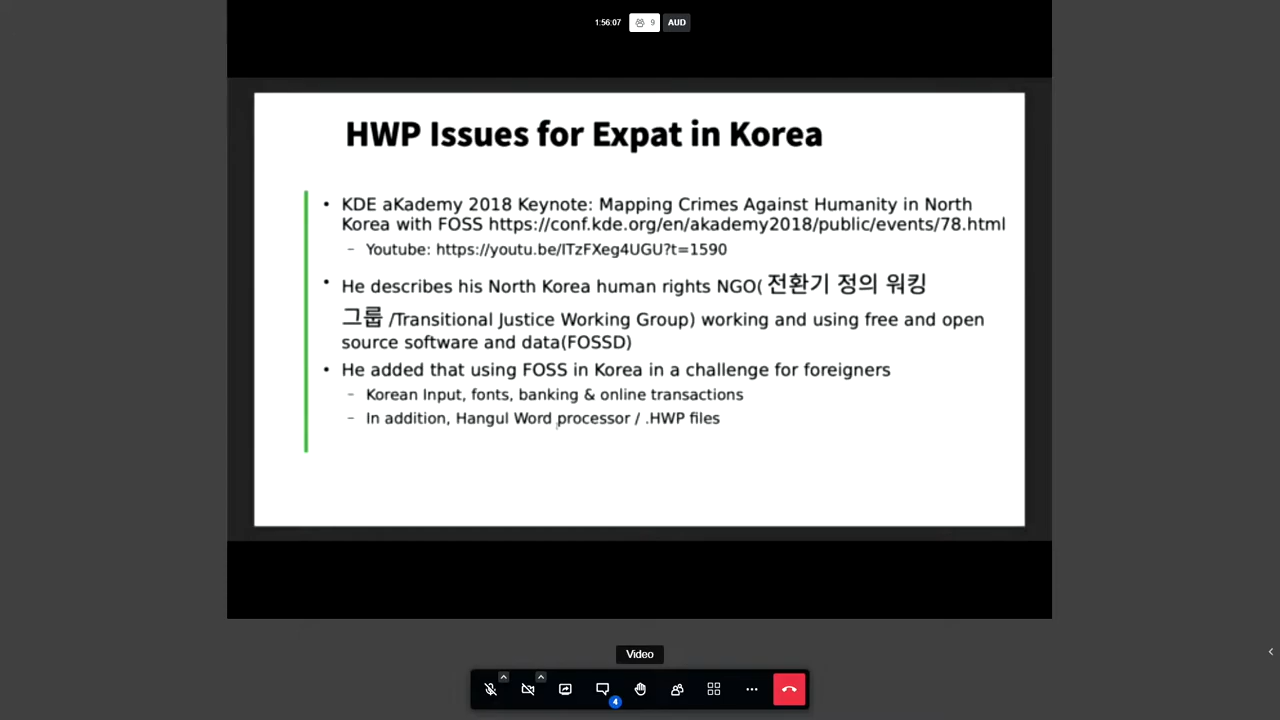 1:56:07 9 AUD
HWP Issues for Expat in Korea
• KDE aKademy 2018 Keynote: Mapping Crimes Against Humanity in North
Korea with FOSS https://conf.kde.org/en/akademy2018/public/events/78.html
– Youtube: https://youtu.be/ITzFXeg4UGU?t=1590
• He describes his North Korea human rights NGO( 전환기 정의 워킹
그룹 /Transitional Justice Working Group) working and using free and open
source software and data(FOSSD)
• He added that using FOSS in Korea in a challenge for foreigners
– Korean Input, fonts, banking & online transactions
– In addition, Hangul Word processor / .HWP files
Video
4